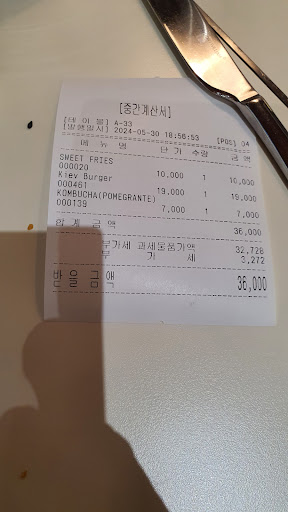 [중간계산서]
[테 이 블] A-33
[발행일시] 2024-05-30 18:56:53 [POS] 04
메 뉴 명 단 가 수량 금 액
SWEET FRIES
000020 10,000 1 10,000
Kiev Burger
000461 19,000 1 19,000
KOMBUCHA(POMEGRANTE)
000139 7,000 1 7,000
합 계 금 액 36,000
부가세 과세물품가액 32,728
부 가 세 3,272
받을금액 36,000